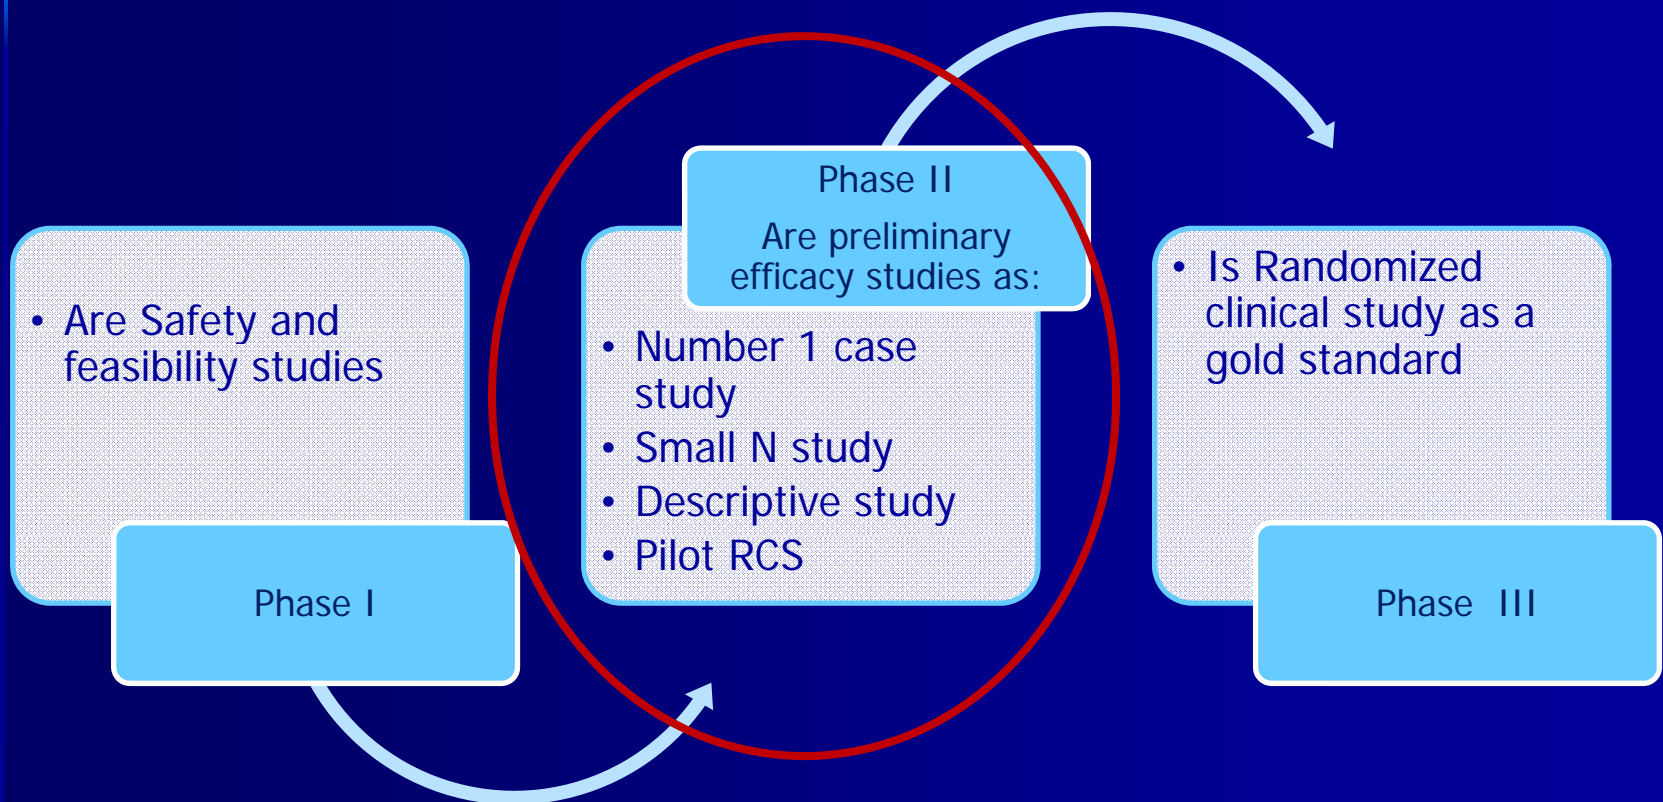 • Are Safety and
feasibility studies
Phase I
Phase II
Are preliminary
efficacy studies as:
• Number 1 case
study
• Small N study
• Descriptive study
• Pilot RCS
• Is Randomized
clinical study as a
gold standard
Phase III